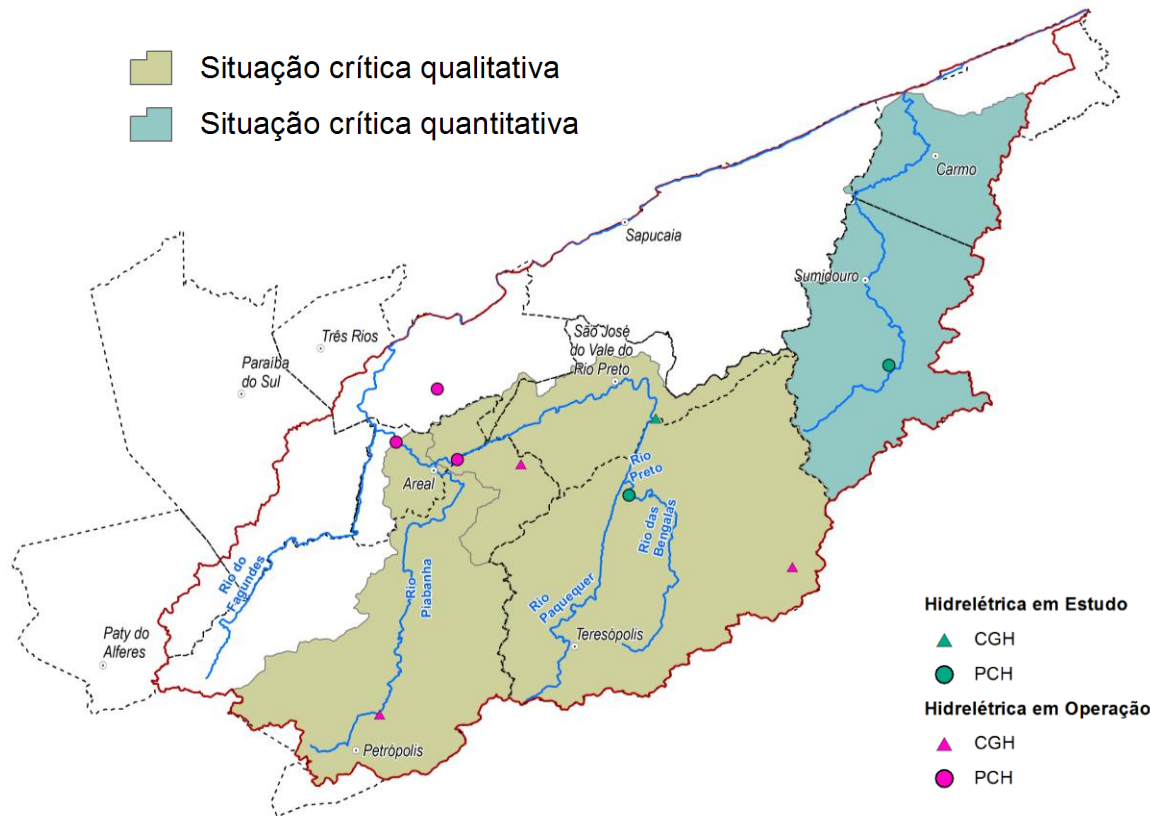 Situação crítica qualitativa
Situação crítica quantitativa
Carmo
Sapucaia
Sumidouro
Três Rios
São José
do Vale do
Rio Preto
Paraíba
do Sul
Areal
Rio
Preto
Rio das
Bengalas
Rio do
Fagundes
Rio
Piabanha
Rio
Paquequer
Teresópolis
Paty do
Alferes
Petrópolis
Hidrelétrica em Estudo
CGH
PCH
Hidrelétrica em Operação
CGH
PCH